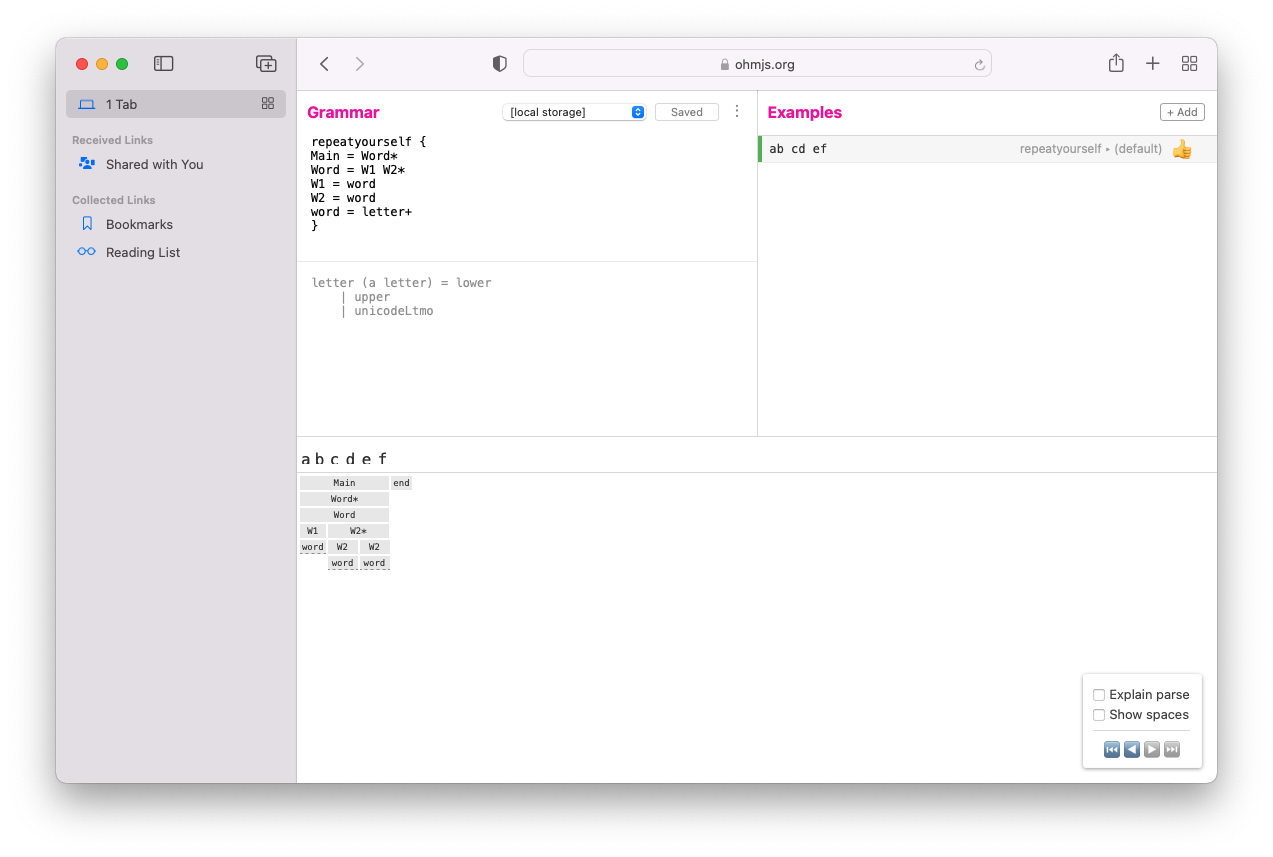 ohmjs.org
1 Tab
Received Links
Shared with You
Collected Links
Bookmarks
Reading List
Grammar
[local storage]
Saved
repeatyourself {
Main = Word*
Word = W1 W2*
W1 = word
W2 = word
word = letter+
}
letter (a letter) = lower
| upper
| unicodeLtmo
Examples
+ Add
ab cd ef
repeatyourself ▸ (default)
a b c d e f
Main end
Word*
Word
W1 W2*
word W2 W2
word word
Explain parse
Show spaces